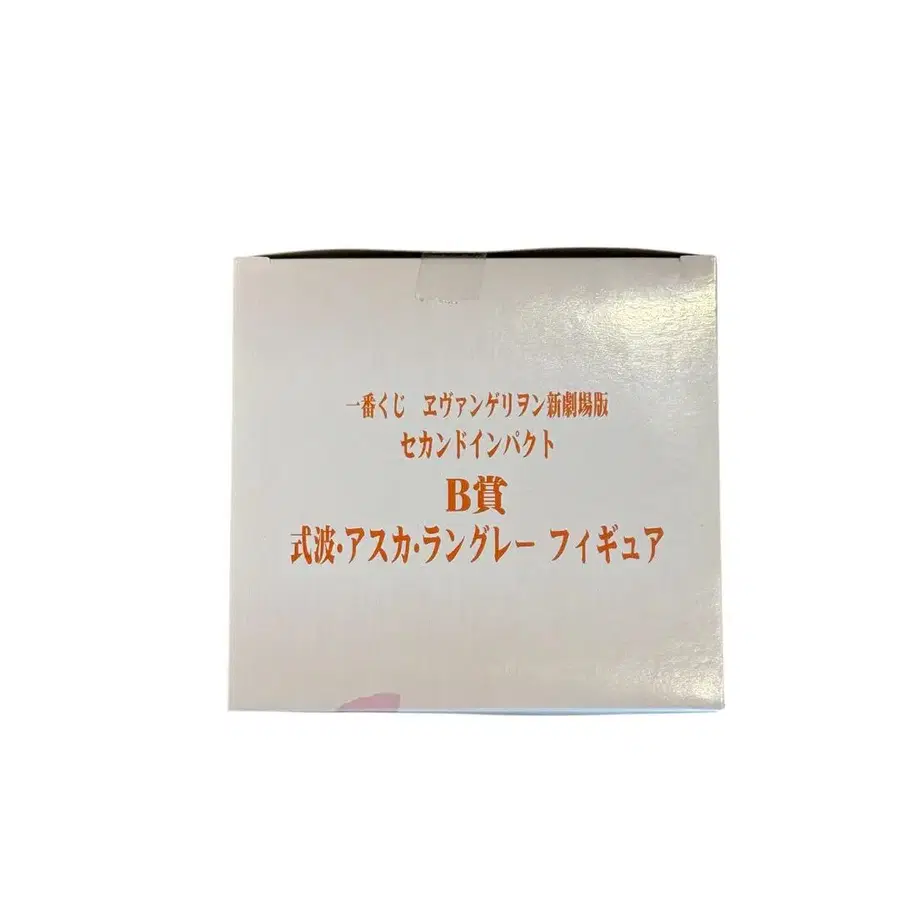 一番くじ ヱヴァンゲリヲン新劇場版
セカンドインパクト
B賞
式波・アスカ・ラングレー フィギュア